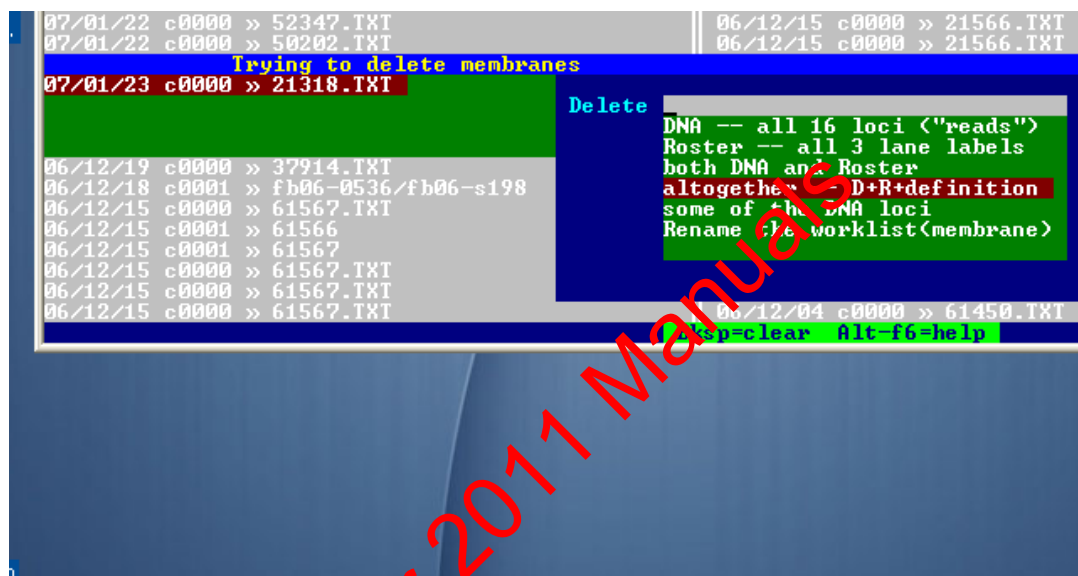 07/01/22 c0000 » 52347.TXT
07/01/22 c0000 » 50202.TXT
06/12/15 c0000 » 21566.TXT
06/12/15 c0000 » 21566.TXT
Trying to delete membranes
07/01/23 c0000 » 21318.TXT
06/12/19 c0000 » 37914.TXT
06/12/18 c0001 » fb06-0536/fb06-s198
06/12/15 c0000 » 61567.TXT
06/12/15 c0001 » 61566
06/12/15 c0001 » 61567
06/12/15 c0000 » 61567.TXT
06/12/15 c0000 » 61567.TXT
06/12/15 c0000 » 61567.TXT
Delete
DNA -- all 16 loci ("reads")
Roster -- all 3 lane labels
both DNA and Roster
altogether -- D+R+definition
some of the DNA loci
Rename the worklist(membrane)
06/12/04 c0000 » 61450.TXT
Bksp=clear Alt-f6=help
2011 Manuals